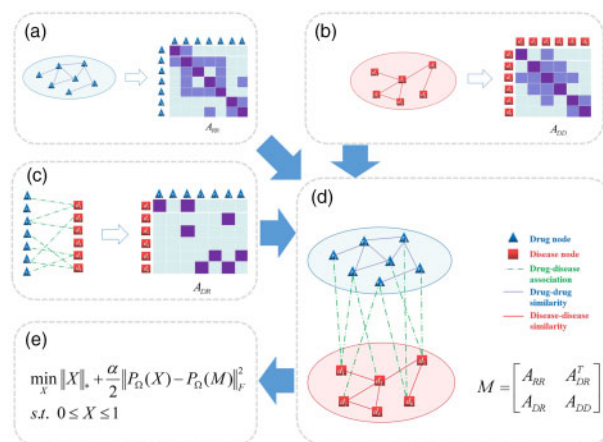 (a)
A_RR
(b)
A_DD
(c)
A_DR
(d)
Drug node
Disease node
Drug-disease
association
Drug-drug
similarity
Disease-disease
similarity
M = [A_RR A_DR^T
A_DR A_DD]
(e)
min_X ||X||_* + α/2 ||P_Ω(X) − P_Ω(M)||_F^2
s.t. 0 ≤ X ≤ 1